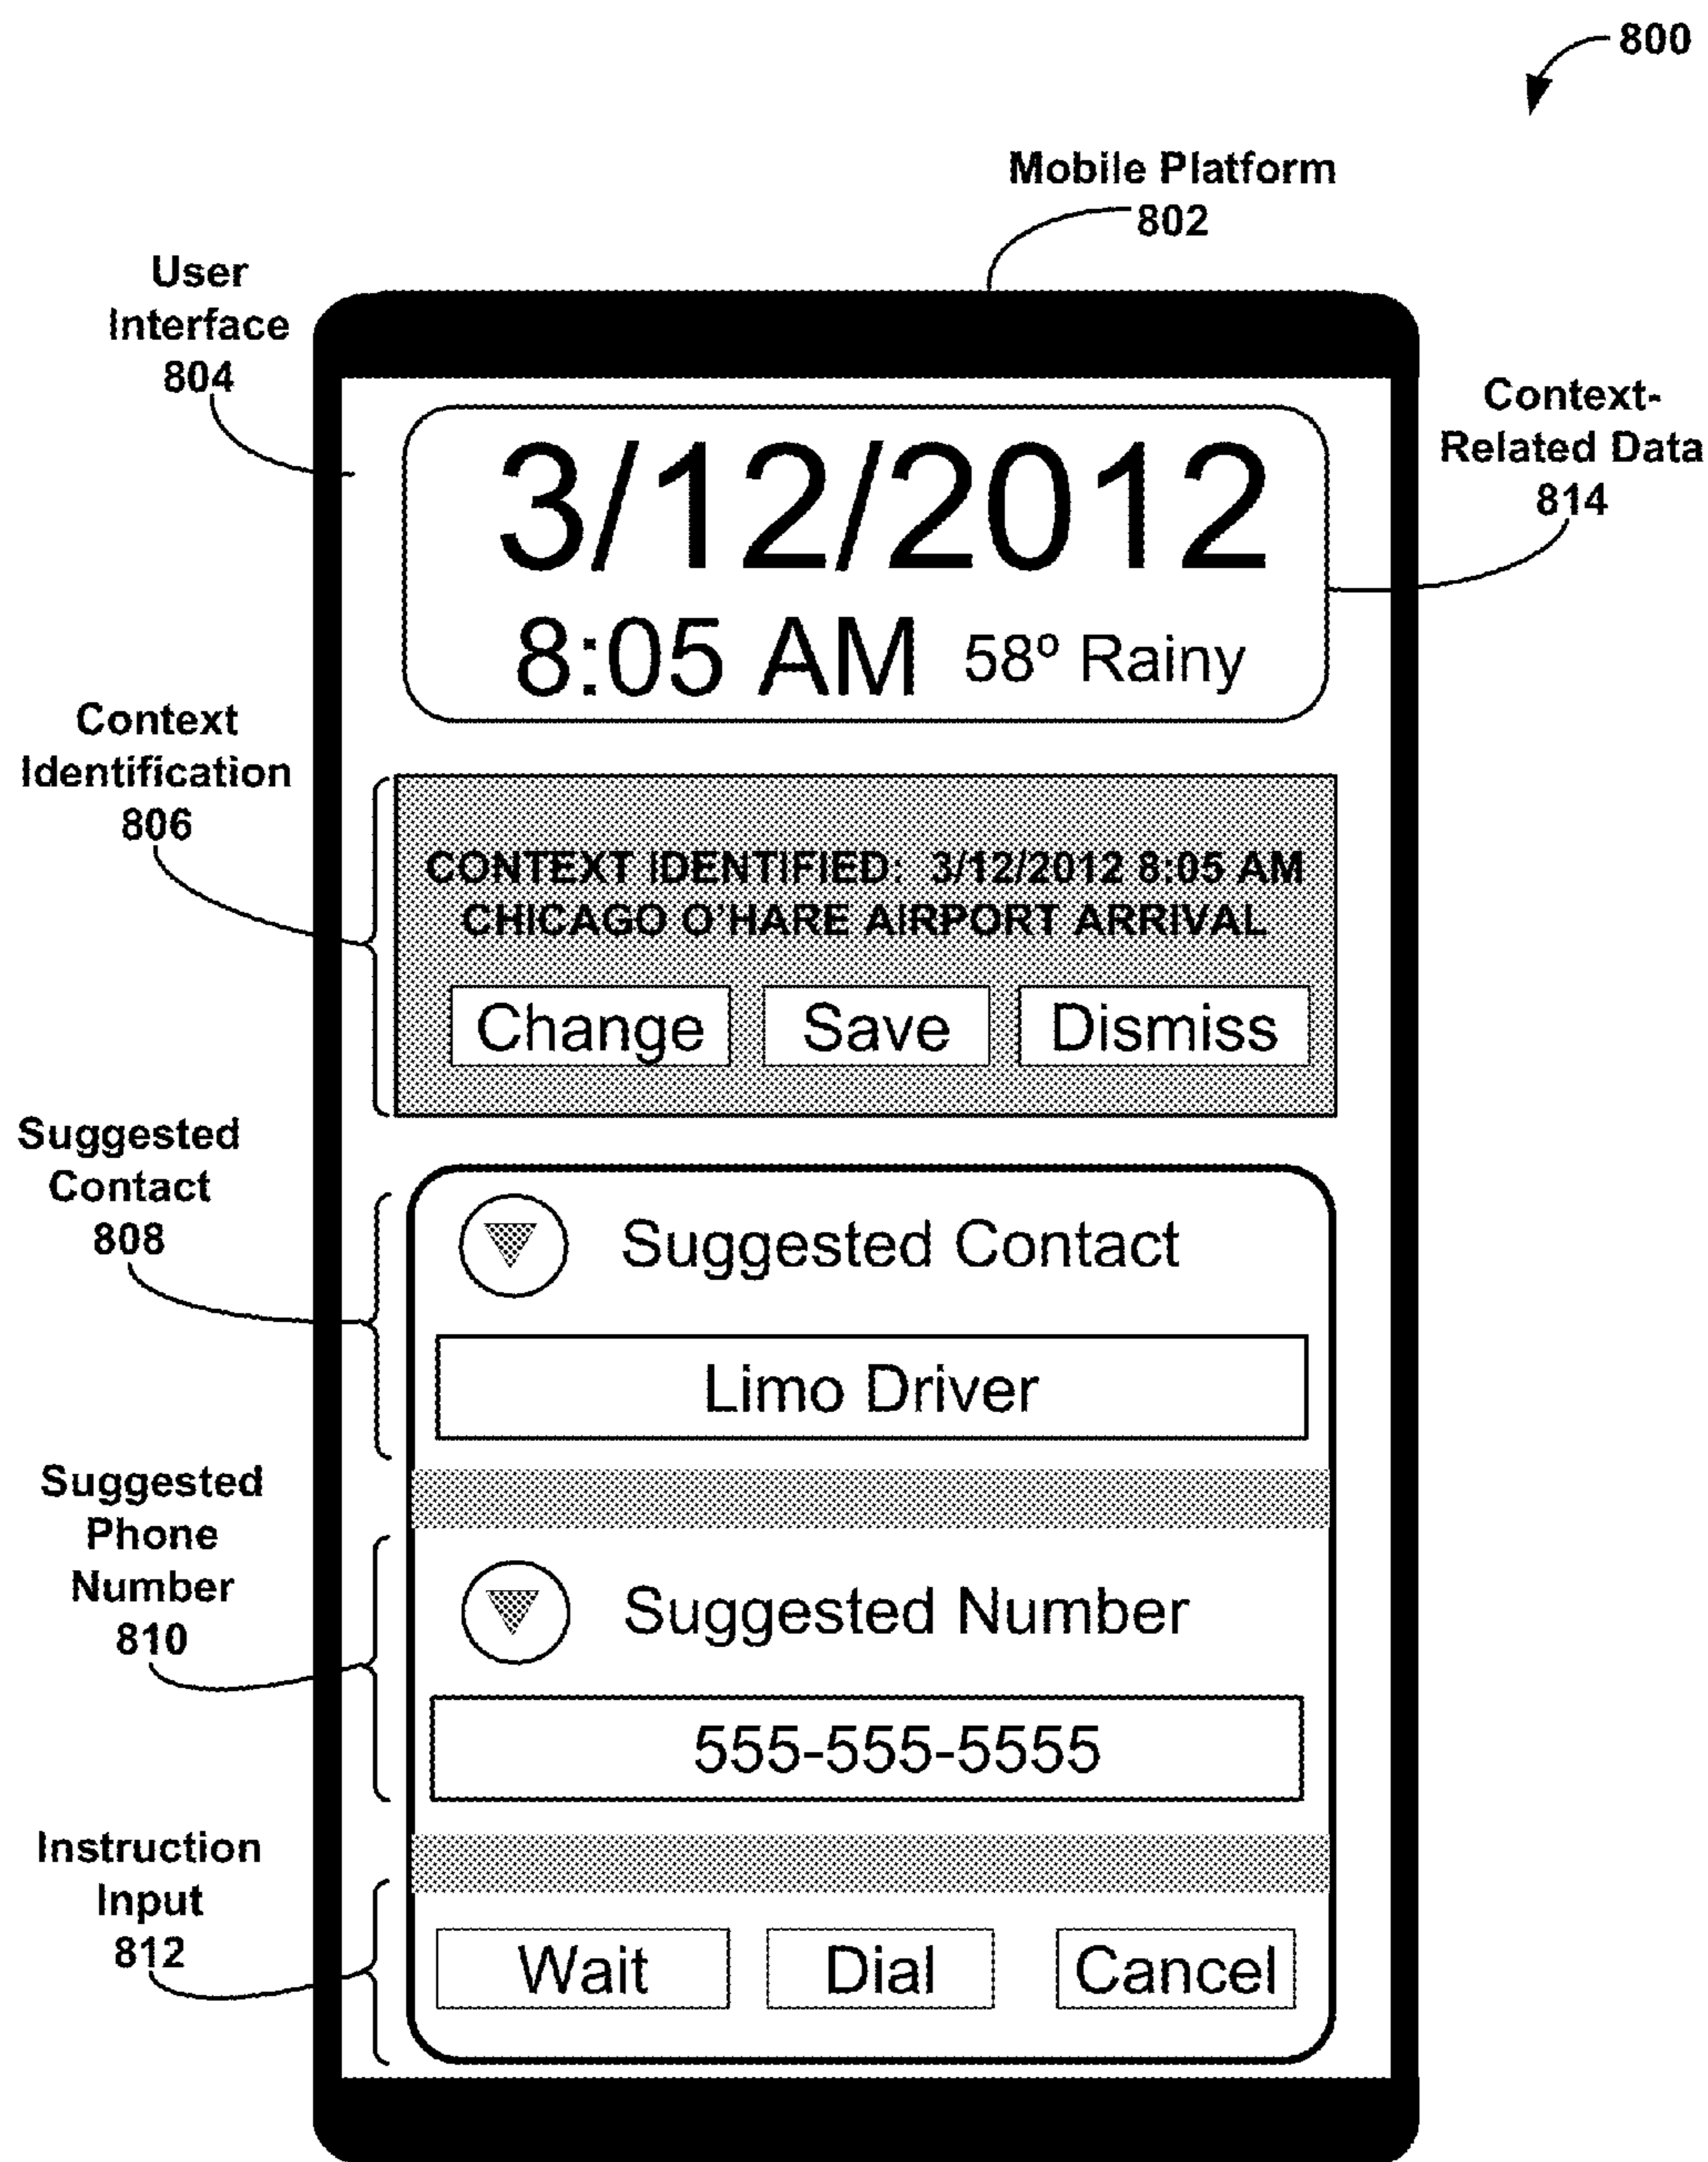 800
Mobile Platform
802
User
Interface
804
Context-
Related Data
814
3/12/2012
8:05 AM 58º Rainy
Context
Identification
806
CONTEXT IDENTIFIED: 3/12/2012 8:05 AM
CHICAGO O'HARE AIRPORT ARRIVAL
Change Save Dismiss
Suggested
Contact
808
Suggested Contact
Limo Driver
Suggested
Phone
Number
810
Suggested Number
555-555-5555
Instruction
Input
812
Wait Dial Cancel